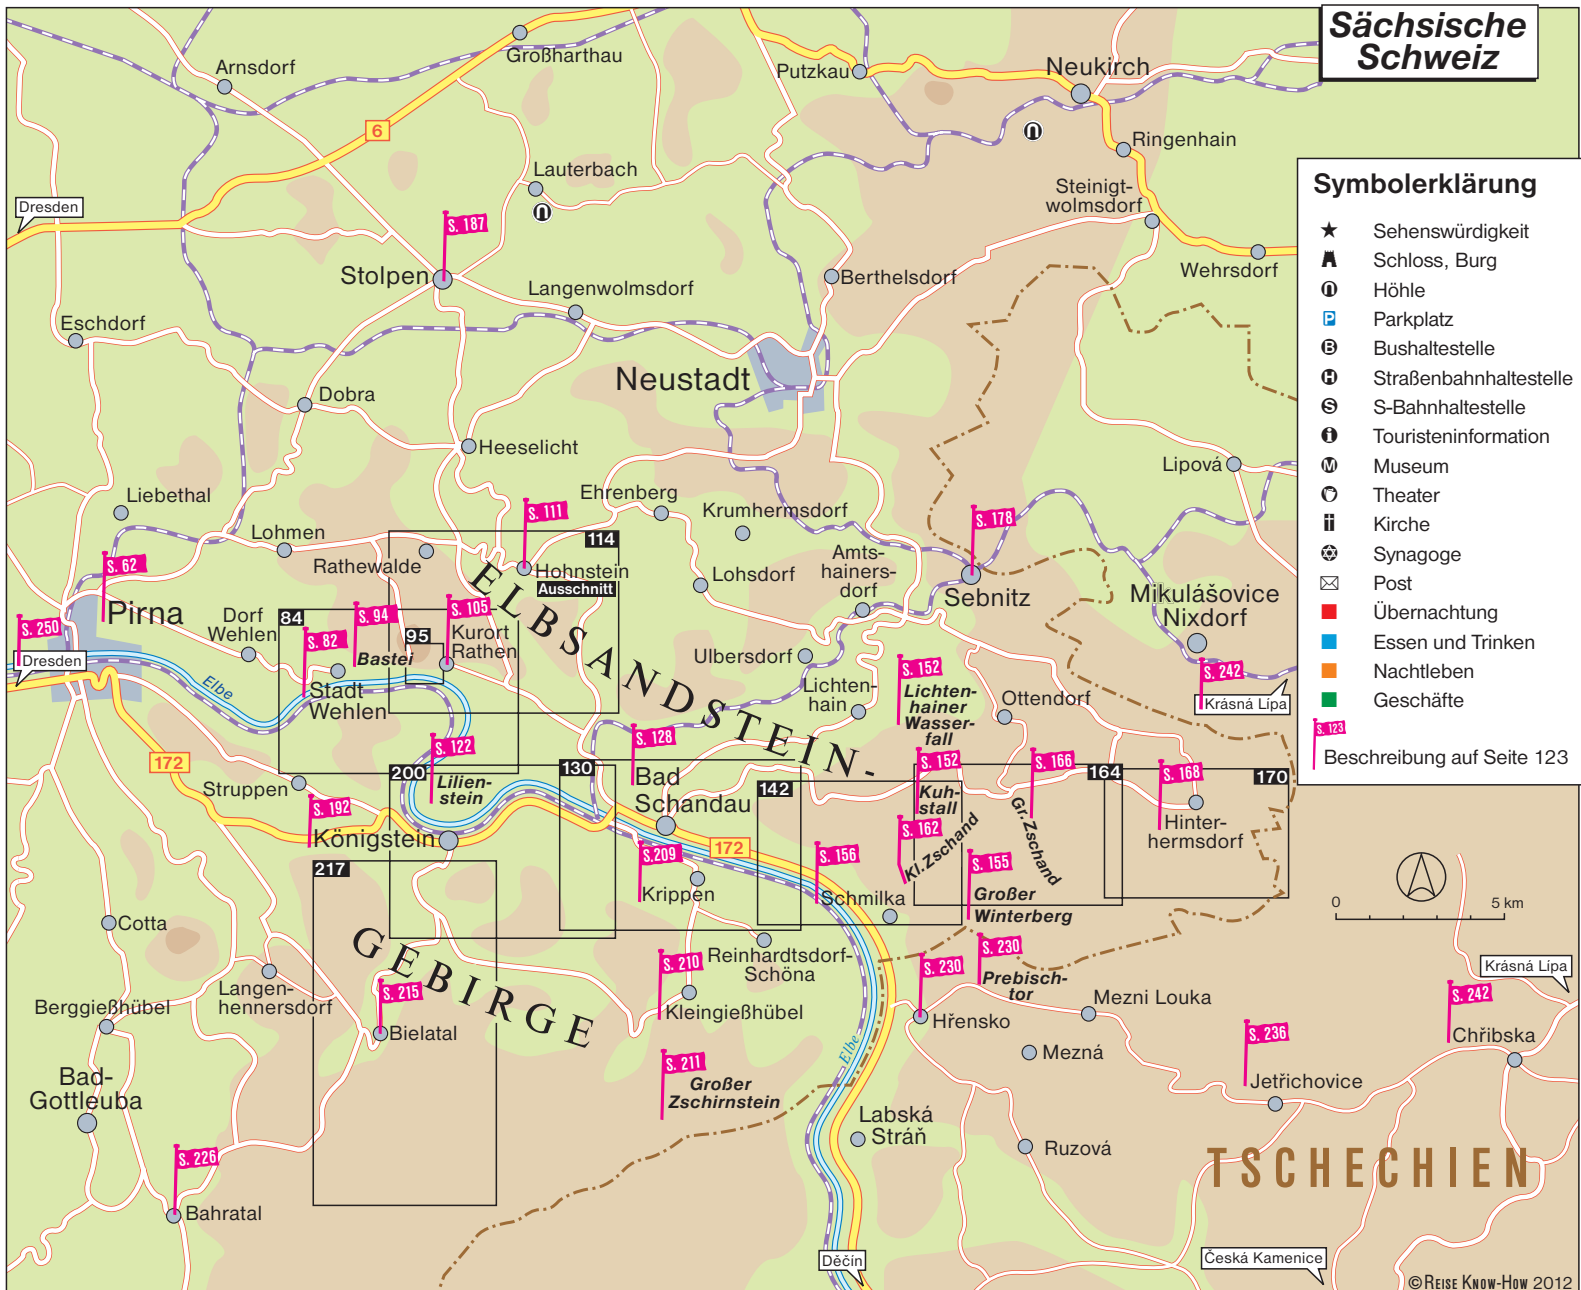 Sächsische
Schweiz
Großharthau
Arnsdorf
Putzkau
Neukirch
6
Ringenhain
Lauterbach
Steinigt-
wolmsdorf
Dresden
S. 187
Stolpen
Berthelsdorf
Wehrsdorf
Langenwolmsdorf
Eschdorf
Neustadt
Dobra
Heeselicht
Lipová
Liebethal
Ehrenberg
S. 111
Krumhermsdorf
S. 178
Lohmen
Rathewalde
114
Hohnstein
Ausschnitt
Lohsdorf
Amts-
hainers-
dorf
Sebnitz
Mikulášovice
Nixdorf
S. 62
Pirna
S. 250
Dresden
Dorf
Wehlen
84
S. 82
S. 94
Bastei
95
S. 105
Kurort
Rathen
Stadt
Wehlen
Elbe
ELBSANDSTEIN-
GEBIRGE
Ulbersdorf
Lichten-
hain
S. 152
Lichten-
hainer
Wasser-
fall
Ottendorf
S. 242
Krásná Lípa
172
S. 122
Lilien-
stein
200
130
S. 128
Bad
Schandau
142
S. 152
Kuh-
stall
S. 166
Gr. Zschand
164
S. 168
170
Hinter-
hermsdorf
Struppen
S. 192
Königstein
172
S. 162
Kl. Zschand
217
S.209
Krippen
S. 156
Schmilka
S. 155
Großer
Winterberg
Cotta
Reinhardtsdorf-
Schöna
S. 230
Prebisch-
tor
S. 230
Hřensko
Mezni Louka
Langen-
hennersdorf
S. 215
Bielatal
S. 210
Kleingießhübel
Berggießhübel
Mezná
S. 242
Chřibska
Krásná Lípa
S. 236
Jetřichovice
S. 211
Großer
Zschirnstein
Elbe
Bad-
Gottleuba
Labská
Stráň
Ruzová
TSCHECHIEN
S. 226
Bahratal
Děčín
Česká Kamenice
0 5 km
Symbolerklärung
Sehenswürdigkeit
Schloss, Burg
Höhle
P Parkplatz
B Bushaltestelle
H Straßenbahnhaltestelle
S S-Bahnhaltestelle
i Touristeninformation
M Museum
Theater
Kirche
Synagoge
Post
Übernachtung
Essen und Trinken
Nachtleben
Geschäfte
S. 123
Beschreibung auf Seite 123
© REISE KNOW-HOW 2012